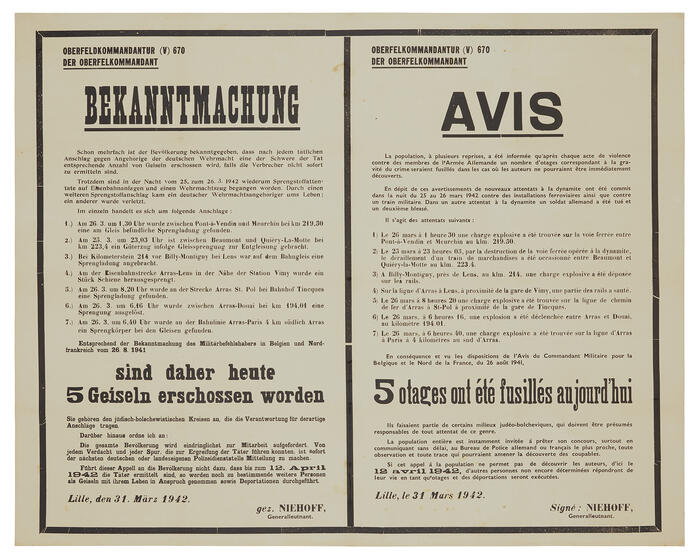 OBERFELDKOMMANDANTUR (V) 670
DER OBERFELKOMMANDANT
BEKANNTMACHUNG
Schon mehrfach ist der Bevölkerung bekanntgegeben, dass nach jedem tätlichen
Anschlag gegen Angehörige der deutschen Wehrmacht eine der Schwere der Tat
entsprechende Anzahl von Geiseln erschossen wird, falls die Verbrecher nicht sofort
zu ermitteln sind.
Trotzdem sind in der Nacht vom 25. zum 26. 3. 1942 wiederum Sprengstoffatten-
tate auf Eisenbahnanlagen und einen Wehrmachtzug begangen worden. Durch einen
weiteren Sprengstoffanschlag kam ein deutscher Wehrmachtsangehöriger ums Leben;
ein anderer wurde verletzt.
Im einzeln handelt es sich um folgende Anschläge :
1.) Am 26. 3. um 1,30 Uhr wurde zwischen Pont-à-Vendin und Meurchin bei km 219,50
eine am Gleis befindliche Sprengladung gefunden.
2.) Am 25. 3. um 23,03 Uhr ist zwischen Beaumont und Quiéry-La-Motte bei
km 223,4 ein Güterzug infolge Gleissprengung zur Entgleisung gebracht.
3.) Bei Kilometerstein 214 vor Billy-Montigny bei Lens war auf dem Bahngleis eine
Sprengladung angebracht.
4.) An der Eisenbahnstrecke Arras-Lens in der Nähe der Station Vimy wurde ein
Stück Schiene herausgesprengt.
5.) Am 26. 3. um 8,20 Uhr wurde an der Strecke Arras St. Pol bei Bahnhof Tincques
eine Sprengladung gefunden.
6.) Am 26. 3. um 6,16 Uhr wurde zwischen Arras-Douai bei km 194,01 eine
Sprengung ausgelöst.
7.) Am 26. 3. um 6,40 Uhr wurde an der Bahnlinie Arras-Paris 4 km südlich Arras
ein Sprengkörper bei den Gleisen gefunden.
Entsprechend der Bekanntmachung des Militärbefehlshabers in Belgien und Nord-
frankreich vom 26. 8. 1941
sind daher heute
5 Geiseln erschossen worden
Sie gehören den jüdisch-bolschewistischen Kreisen an, die die Verantwortung für derartige
Anschläge tragen.
Darüber hinaus ordne ich an :
Die gesamte Bevölkerung wird eindringlichst zur Mitarbeit aufgefordert. Von
jedem Verdacht und jeder Spur, die zur Ergreifung der Täter führen könnten, ist sofort
der nächsten deutschen oder landeseigenen Polizeidienststelle Mitteilung zu machen.
Führt dieser Appell an die Bevölkerung nicht dazu, dass bis zum 12. April
1942 die Täter ermittelt sind, so werden noch zu bestimmende weitere Personen
als Geiseln mit ihrem Leben in Anspruch genommen sowie Deportationen durchgeführt.
Lille, den 31. März 1942.
gez. NIEHOFF,
Generalleutnant.
OBERFELDKOMMANDANTUR (V) 670
DER OBERFELKOMMANDANT
AVIS
La population, à plusieurs reprises, a été informée qu'après chaque acte de violence
contre des membres de l'Armée Allemande un nombre d'otages correspondant à la gra-
vité du crime seraient fusillés dans les cas où les auteurs ne pourraient être immédiatement
découverts.
En dépit de ces avertissements de nouveaux attentats à la dynamite ont été commis
dans la nuit du 25 au 26 mars 1942 contre des installations ferroviaires ainsi que contre
un train militaire. Dans un autre attentat à la dynamite un soldat allemand a été tué et
un deuxième blessé.
Il s'agit des attentats suivants :
1) Le 26 mars à 1 heure 30 une charge explosive a été trouvée sur la voie ferrée entre
Pont-à-Vendin et Meurchin au klm. 219.50.
2) Le 25 mars à 23 heures 03, par la destruction de la voie ferrée opérée à la dynamite,
le déraillement d'un train de marchandises a été occasionné entre Beaumont et
Quiéry-la-Motte au klm. 223.4.
3) A Billy-Montigny, près de Lens, au klm. 214, une charge explosive a été déposée
sur les rails.
4) Sur la ligne d'Arras à Lens, à proximité de la gare de Vimy, une partie des rails a sauté.
5) Le 26 mars à 8 heures 20 une charge explosive a été trouvée sur la ligne de chemin
de fer d'Arras à St-Pol à proximité de la gare de Tincques.
6) Le 26 mars, à 6 heures 16, une explosion a été déclenchée entre Arras et Douai,
au kilomètre 194.01.
7) Le 26 mars, à 6 heures 40, une charge explosive a été trouvée sur la ligne d'Arras
à Paris à 4 kilomètres au sud d'Arras.
En conséquence et vu les dispositions de l'Avis du Commandant Militaire pour la
Belgique et le Nord de la France, du 26 août 1941,
5 otages ont été fusillés aujourd'hui
Ils faisaient partie de certains milieux judéo-bolcheviques, qui doivent être présumés
responsables de tout attentat de ce genre.
La population entière est instamment invitée à prêter son concours, surtout en
communiquant sans délai, au Bureau de Police allemand ou français le plus proche, toute
observation et toute trace qui pourraient amener la découverte des coupables.
Si cet appel à la population ne permet pas de découvrir les auteurs, d'ici le
12 avril 1942, d'autres personnes non encore déterminées répondront de
leur vie en tant qu'otages et des déportations seront exécutées.
Lille, le 31 Mars 1942.
Signé : NIEHOFF,
Generalleutnant.